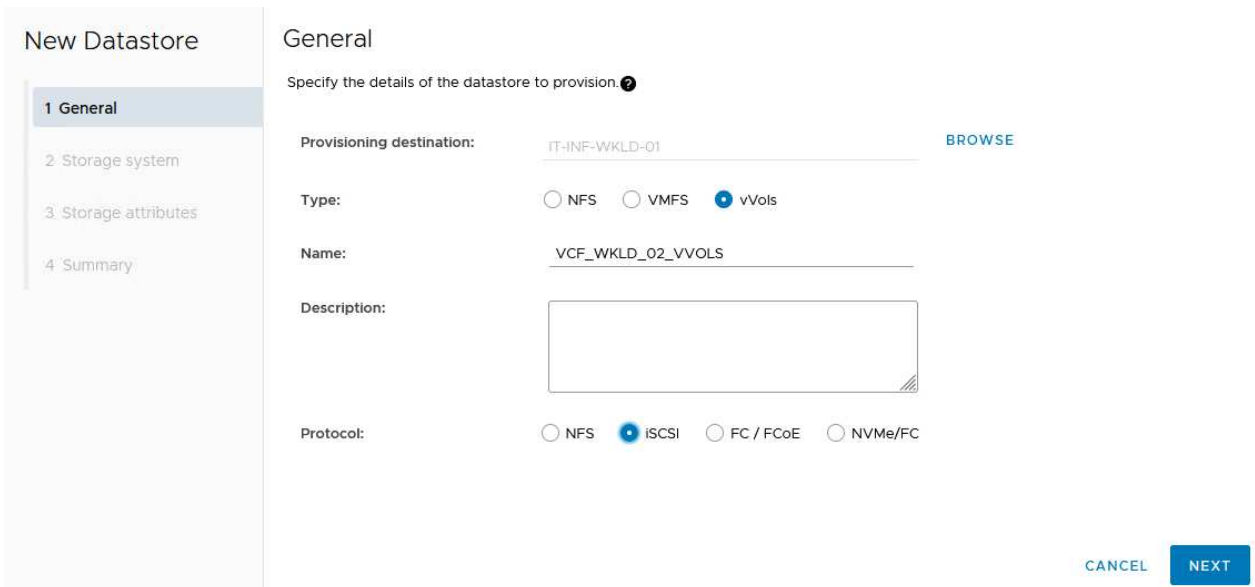 New Datastore
1 General
2 Storage system
3 Storage attributes
4 Summary
General
Specify the details of the datastore to provision.?
Provisioning destination:
IT-INF-WKLD-01
BROWSE
Type:
NFS VMFS vVols
Name:
VCF_WKLD_02_VVOLS
Description:
Protocol:
NFS iSCSI FC / FCoE NVMe/FC
CANCEL NEXT